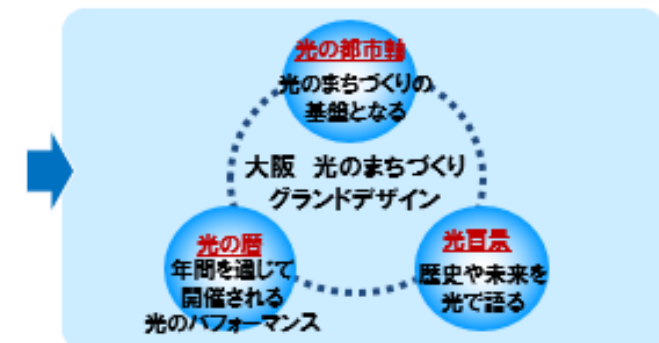 光の都市軸
光のまちづくりの
基盤となる
大阪 光のまちづくり
グランドデザイン
光の暦
年間を通じて
開催される
光のパフォーマンス
光百景
歴史や未来を
光で語る